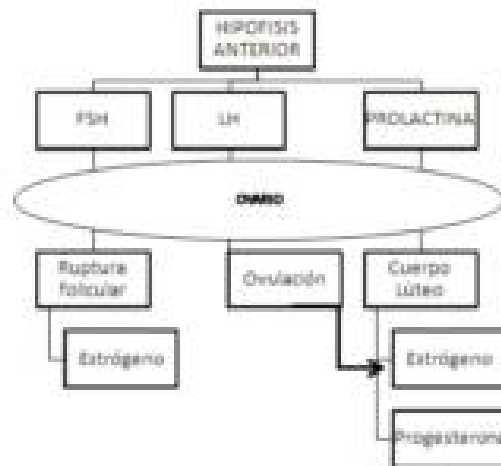 HIPOFISIS
ANTERIOR
FSH
LH
PROLACTINA
OVARIO
Ruptura
folicular
Ovulación
Cuerpo
Lúteo
Estrógeno
Estrógeno
Progesterona